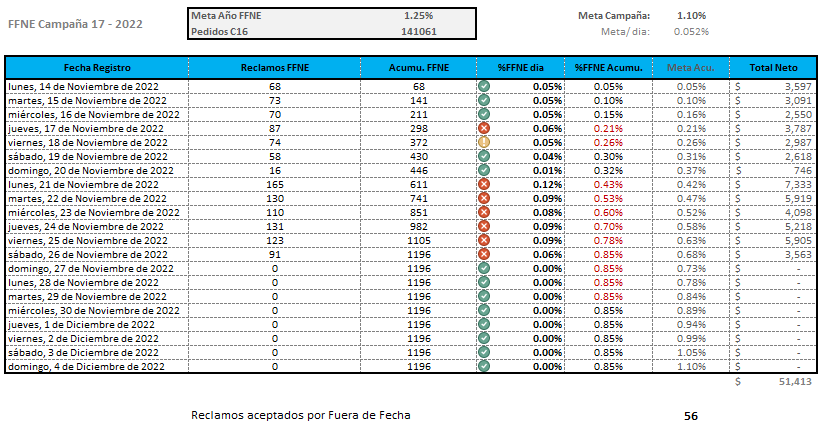 FFNE Campaña 17 - 2022
Meta Año FFNE 1.25%
Pedidos C16 141061
Meta Campaña: 1.10%
Meta/ dia: 0.052%
Fecha Registro Reclamos FFNE Acumu. FFNE %FFNE dia %FFNE Acumu. Meta Acu. Total Neto
lunes, 14 de Noviembre de 2022 68 68 0.05% 0.05% 0.05% $ 3,597
martes, 15 de Noviembre de 2022 73 141 0.05% 0.10% 0.10% $ 3,091
miércoles, 16 de Noviembre de 2022 70 211 0.05% 0.15% 0.16% $ 2,550
jueves, 17 de Noviembre de 2022 87 298 0.06% 0.21% 0.21% $ 3,787
viernes, 18 de Noviembre de 2022 74 372 0.05% 0.26% 0.26% $ 2,987
sábado, 19 de Noviembre de 2022 58 430 0.04% 0.30% 0.31% $ 2,618
domingo, 20 de Noviembre de 2022 16 446 0.01% 0.32% 0.37% $ 746
lunes, 21 de Noviembre de 2022 165 611 0.12% 0.43% 0.42% $ 7,333
martes, 22 de Noviembre de 2022 130 741 0.09% 0.53% 0.47% $ 5,919
miércoles, 23 de Noviembre de 2022 110 851 0.08% 0.60% 0.52% $ 4,098
jueves, 24 de Noviembre de 2022 131 982 0.09% 0.70% 0.58% $ 5,218
viernes, 25 de Noviembre de 2022 123 1105 0.09% 0.78% 0.63% $ 5,905
sábado, 26 de Noviembre de 2022 91 1196 0.06% 0.85% 0.68% $ 3,563
domingo, 27 de Noviembre de 2022 0 1196 0.00% 0.85% 0.73% $ -
lunes, 28 de Noviembre de 2022 0 1196 0.00% 0.85% 0.78% $ -
martes, 29 de Noviembre de 2022 0 1196 0.00% 0.85% 0.84% $ -
miércoles, 30 de Noviembre de 2022 0 1196 0.00% 0.85% 0.89% $ -
jueves, 1 de Diciembre de 2022 0 1196 0.00% 0.85% 0.94% $ -
viernes, 2 de Diciembre de 2022 0 1196 0.00% 0.85% 0.99% $ -
sábado, 3 de Diciembre de 2022 0 1196 0.00% 0.85% 1.05% $ -
domingo, 4 de Diciembre de 2022 0 1196 0.00% 0.85% 1.10% $ -
$ 51,413
Reclamos aceptados por Fuera de Fecha 56